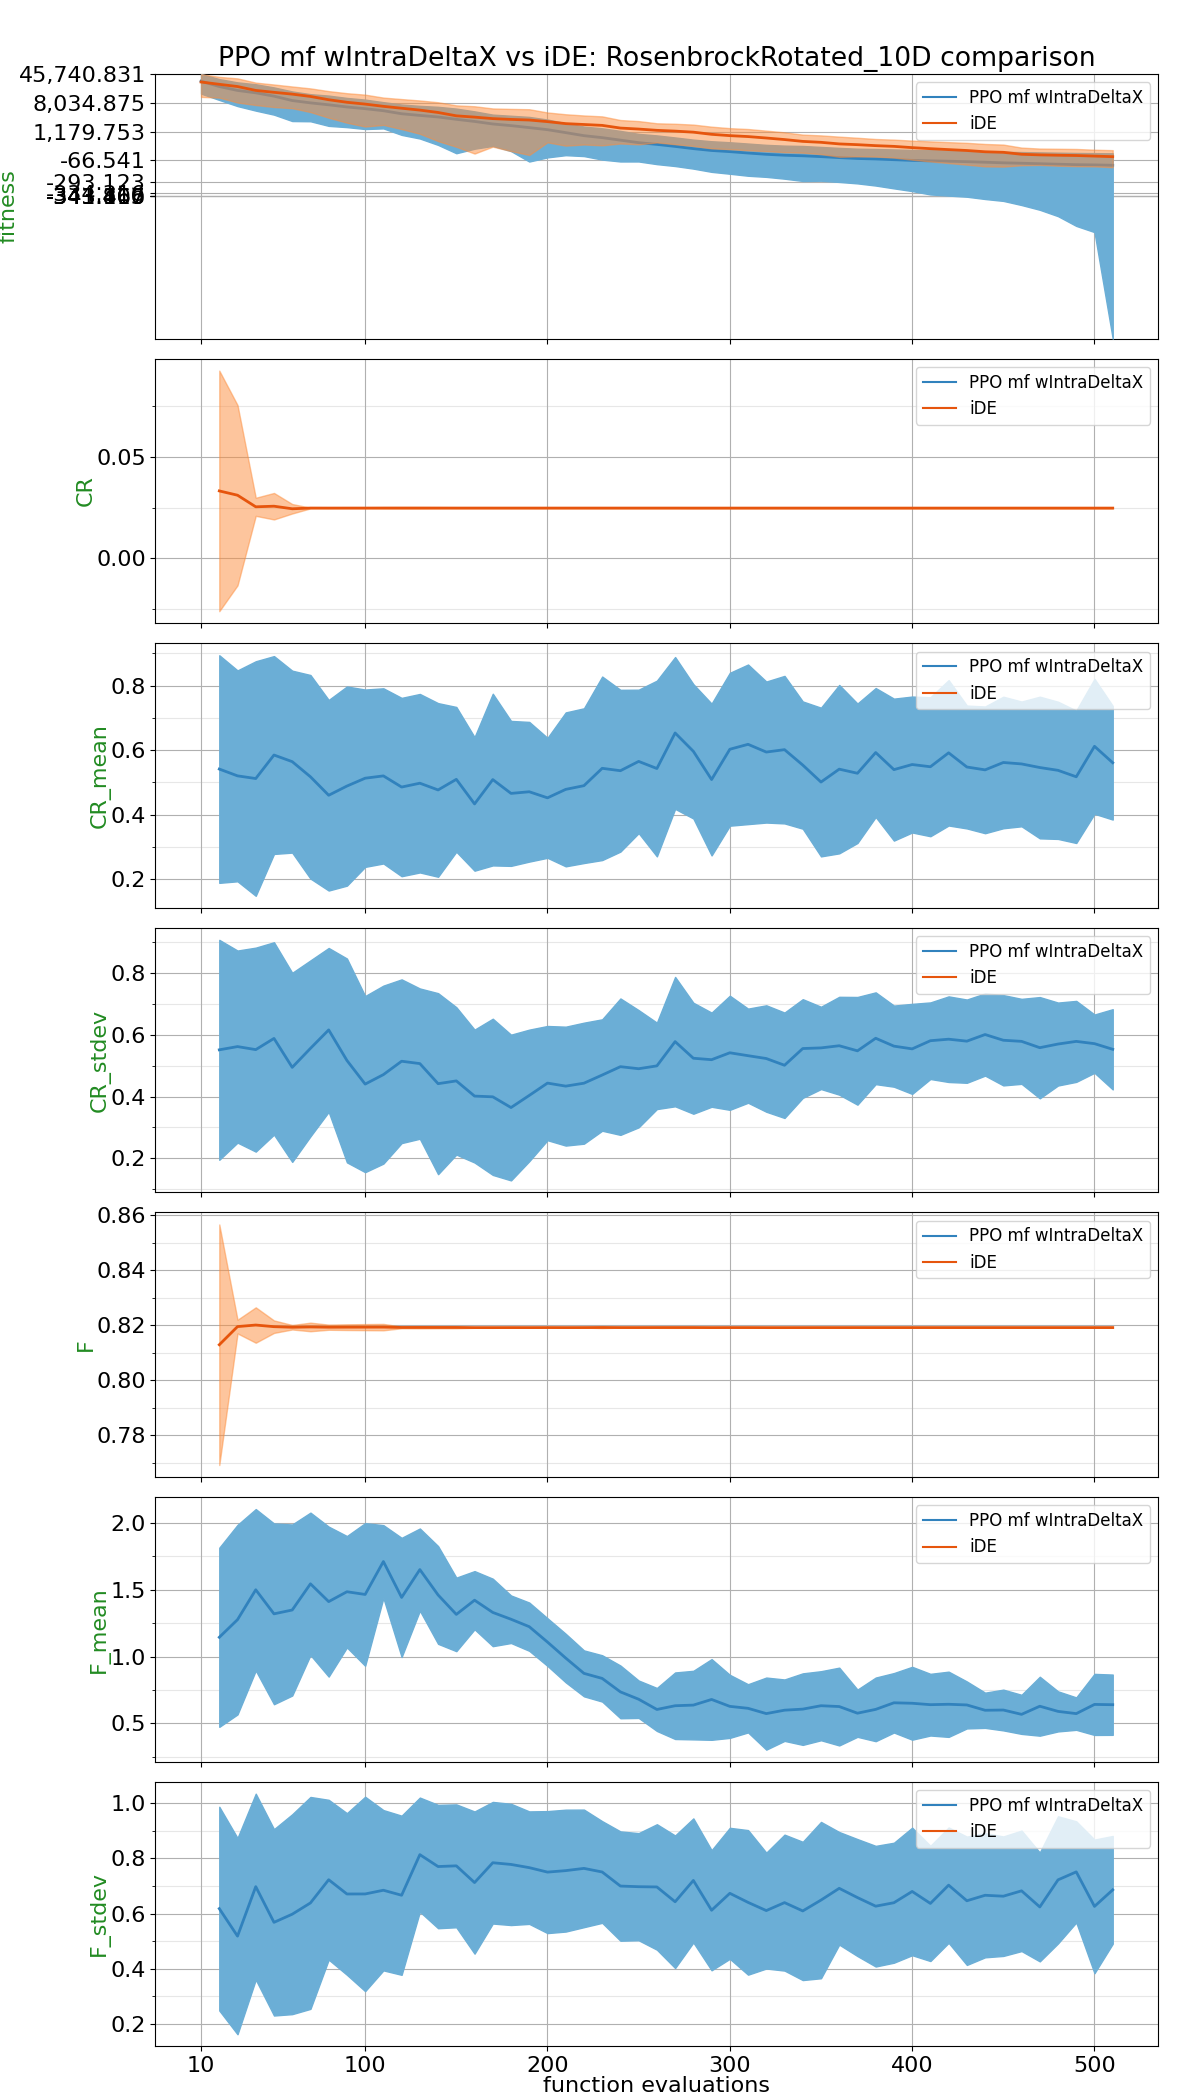 PPO mf wIntraDeltaX vs iDE: RosenbrockRotated_10D comparison
45,740.831
8,034.875
1,179.753
-66.541
-293.123
fitness
PPO mf wIntraDeltaX
iDE
0.05
0.00
CR
PPO mf wIntraDeltaX
iDE
0.8
0.6
0.4
0.2
CR_mean
PPO mf wIntraDeltaX
iDE
0.8
0.6
0.4
0.2
CR_stdev
PPO mf wIntraDeltaX
iDE
0.86
0.84
0.82
0.80
0.78
F
PPO mf wIntraDeltaX
iDE
2.0
1.5
1.0
0.5
F_mean
PPO mf wIntraDeltaX
iDE
1.0
0.8
0.6
0.4
0.2
F_stdev
PPO mf wIntraDeltaX
iDE
10 100 200 300 400 500
function evaluations